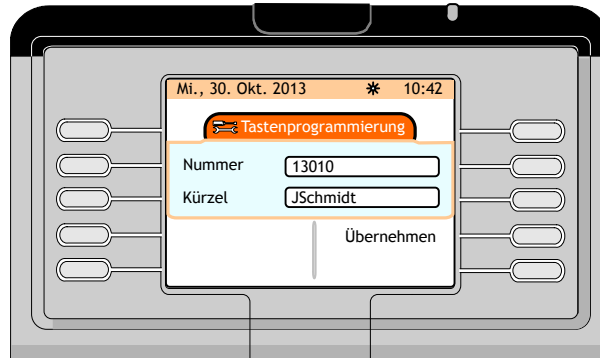 Mi., 30. Okt. 2013 10:42
Tastenprogrammierung
Nummer 13010
Kürzel JSchmidt
Übernehmen